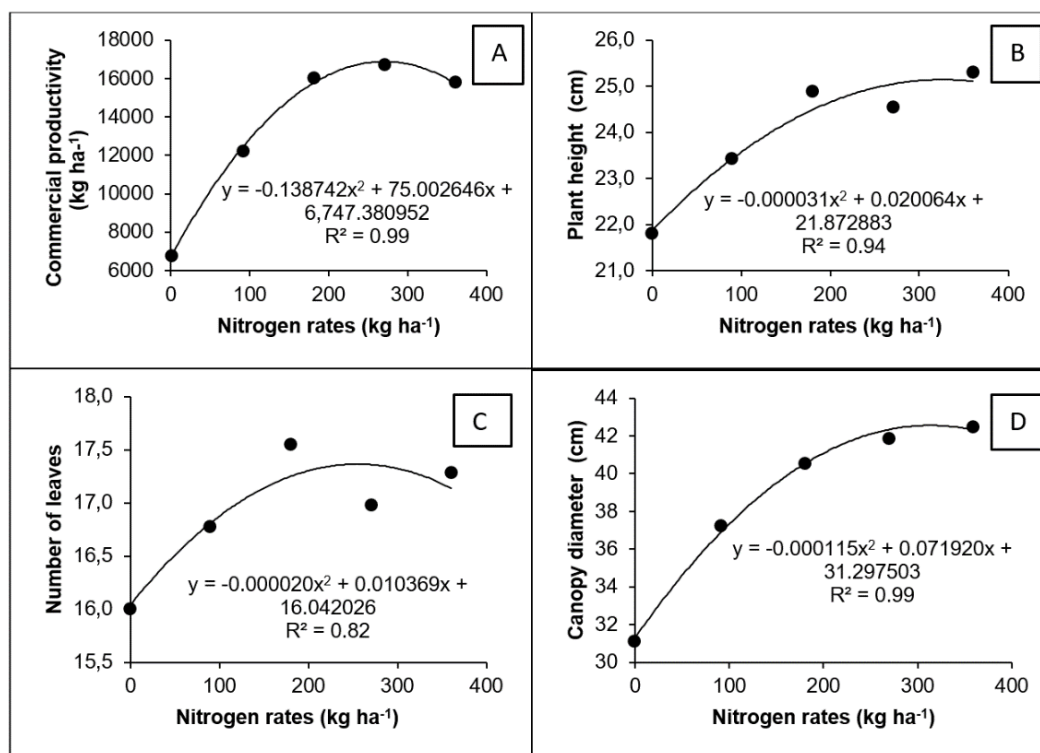 A
Commercial productivity
(kg ha⁻¹)
18000
16000
14000
12000
10000
8000
6000
y = -0.138742x² + 75.002646x +
6,747.380952
R² = 0.99
0 100 200 300 400
Nitrogen rates (kg ha⁻¹)
B
Plant height (cm)
26,0
25,0
24,0
23,0
22,0
21,0
y = -0.000031x² + 0.020064x +
21.872883
R² = 0.94
0 100 200 300 400
Nitrogen rates (kg ha⁻¹)
C
Number of leaves
18,0
17,5
17,0
16,5
16,0
15,5
y = -0.000020x² + 0.010369x +
16.042026
R² = 0.82
0 100 200 300 400
Nitrogen rates (kg ha⁻¹)
D
Canopy diameter (cm)
44
42
40
38
36
34
32
30
y = -0.000115x² + 0.071920x +
31.297503
R² = 0.99
0 100 200 300 400
Nitrogen rates (kg ha⁻¹)